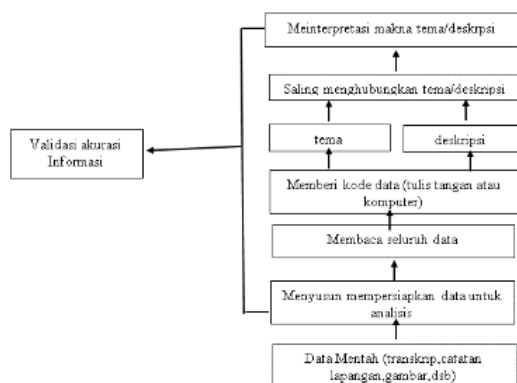 Meinterpretasi makna tema/deskrpsi
Saling menghubungkan tema/deskripsi
tema
deskripsi
Validasi akurasi
Informasi
Memberi kode data (tulis tangan atau
komputer)
Membaca seluruh data
Menyusun mempersiapkan data untuk
analisis
Data Mentah (transkrip,catatan
lapangan,gambar,dsb)